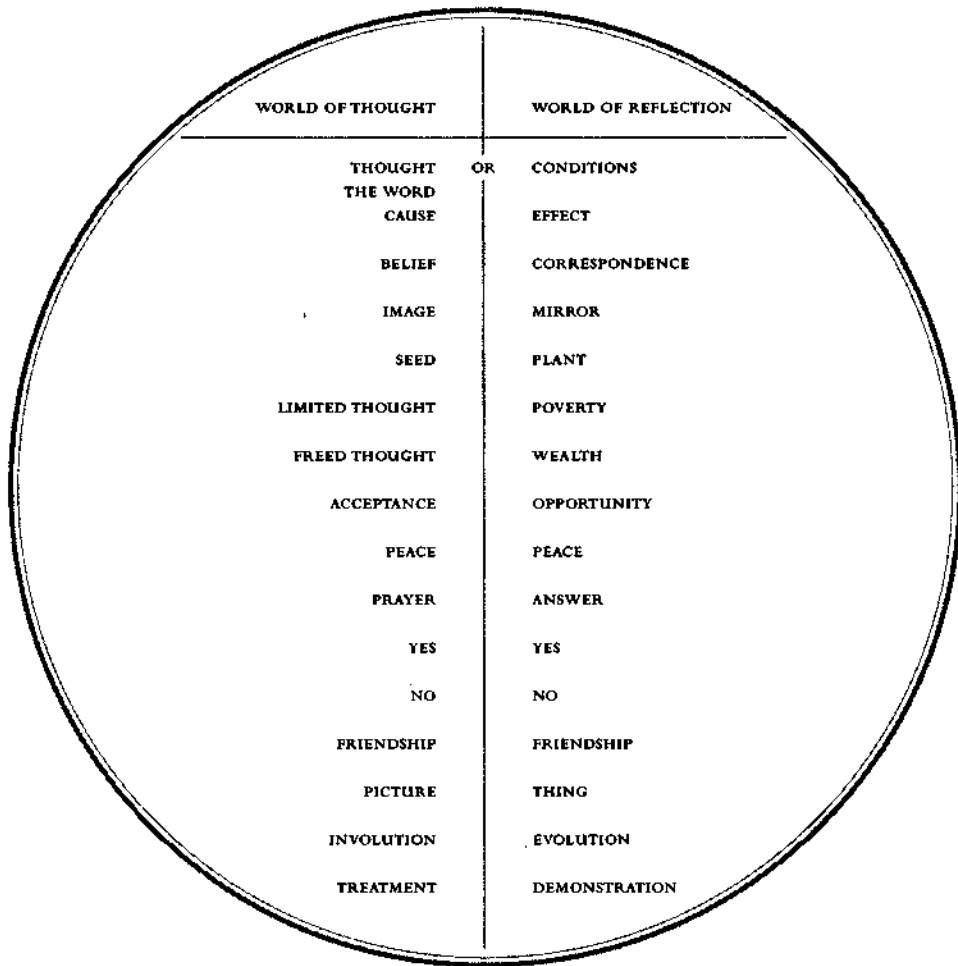 WORLD OF THOUGHT WORLD OF REFLECTION
THOUGHT OR CONDITIONS
THE WORD
CAUSE EFFECT
BELIEF CORRESPONDENCE
IMAGE MIRROR
SEED PLANT
LIMITED THOUGHT POVERTY
FREED THOUGHT WEALTH
ACCEPTANCE OPPORTUNITY
PEACE PEACE
PRAYER ANSWER
YES YES
NO NO
FRIENDSHIP FRIENDSHIP
PICTURE THING
INVOLUTION EVOLUTION
TREATMENT DEMONSTRATION